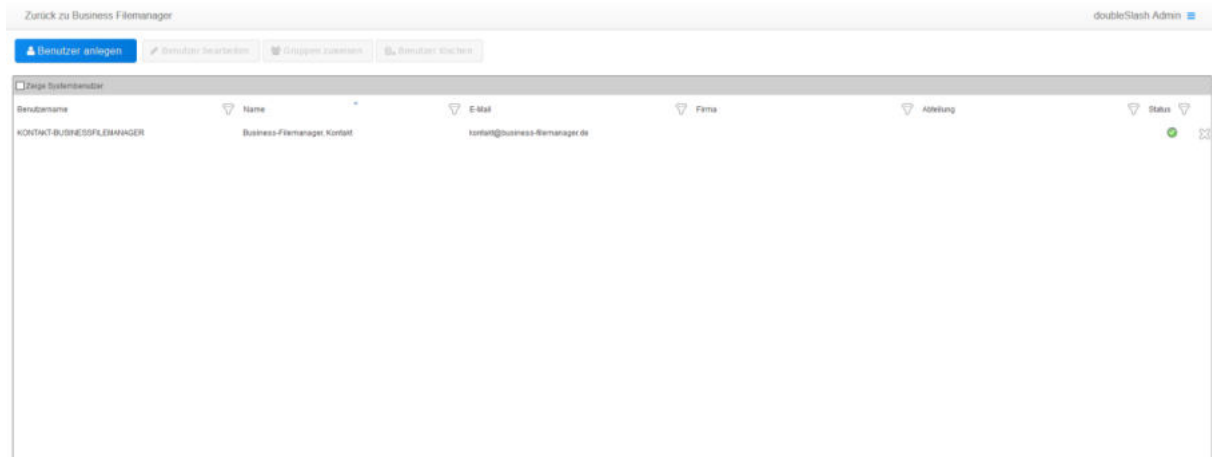 Zurück zu Business Filemanager
doubleSlash Admin
Benutzer anlegen
Benutzer bearbeiten
Gruppen zuweisen
Benutzer löschen
Zeige Systembenutzer
Benutzername Name E-Mail Firma Abteilung Status
KONTAKT-BUSINESSFILEMANAGER Business-Filemanager, Kontakt kontakt@business-filemanager.de